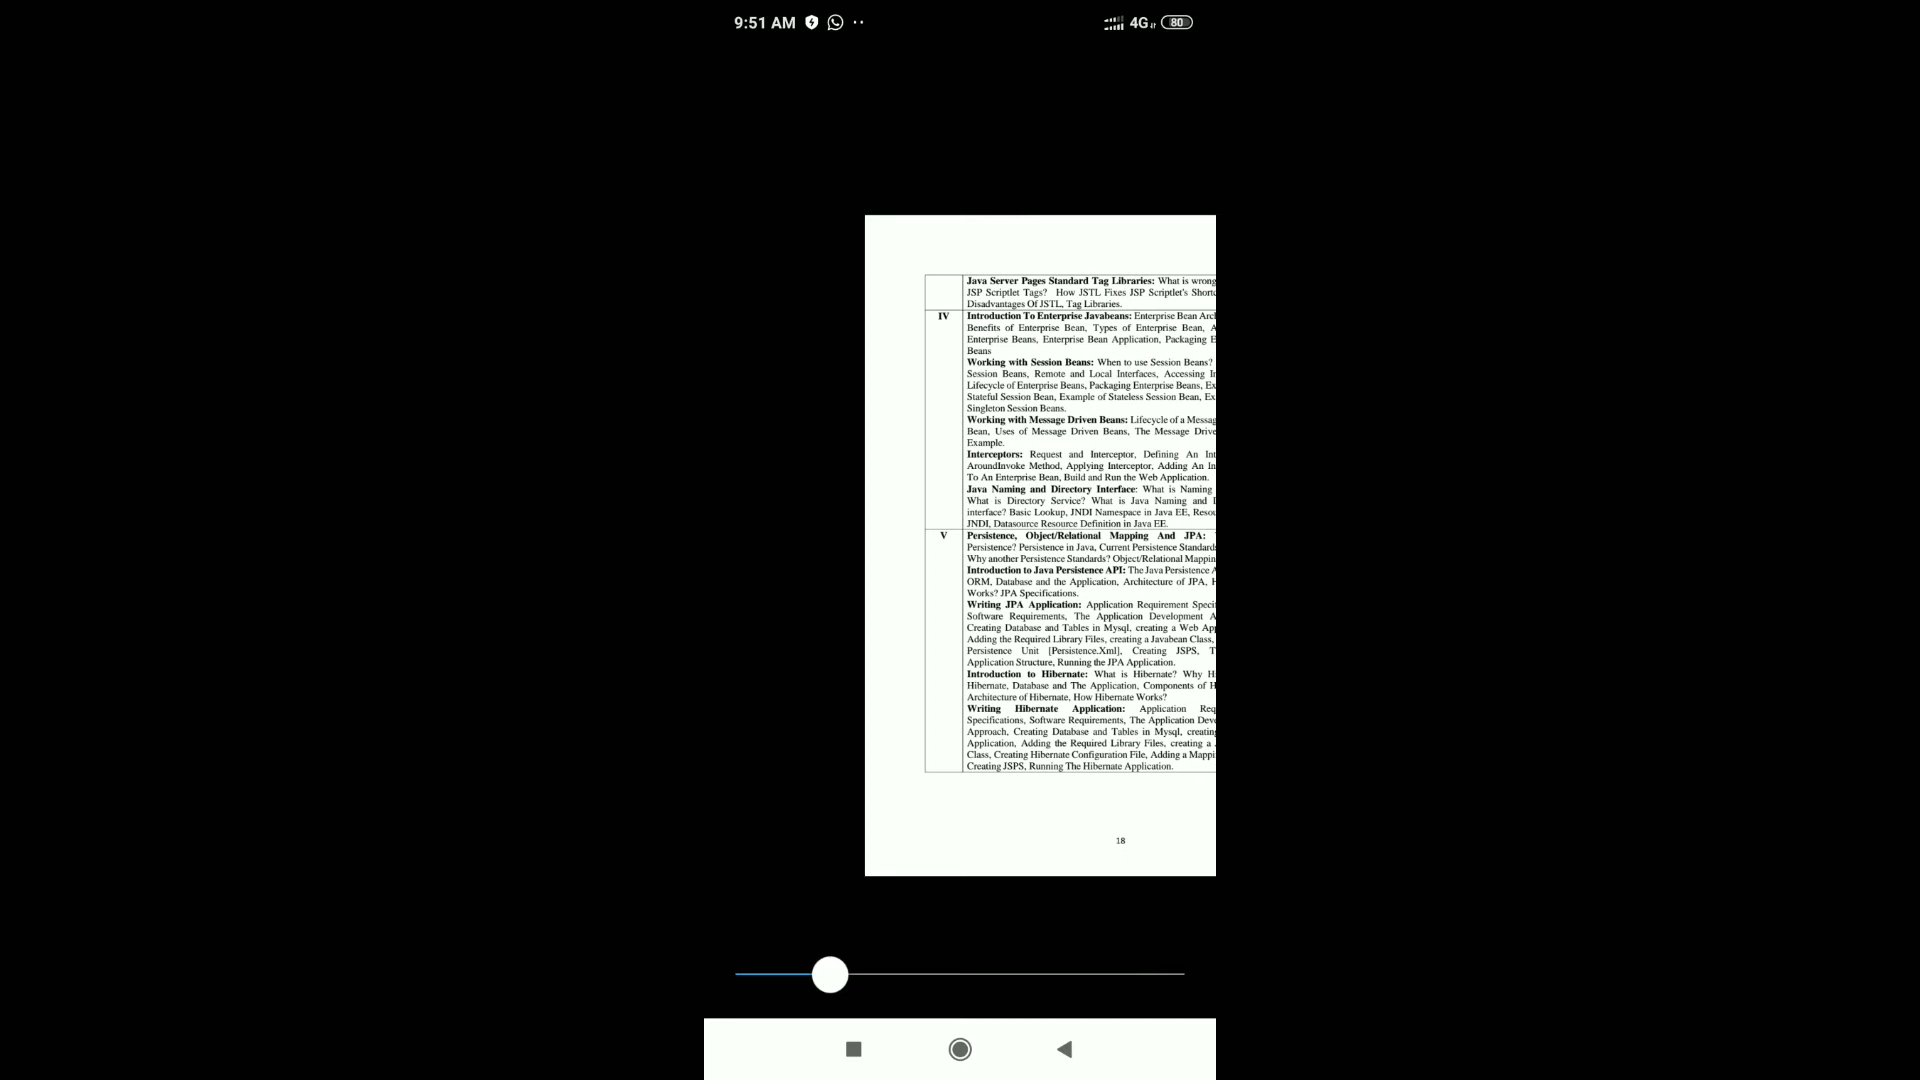 9:51 AM
4G
80
Java Server Pages Standard Tag Libraries: What is wrong
JSP Scriptlet Tags? How JSTL Fixes JSP Scriptlet's
Disadvantages Of JSTL, Tag Libraries.
IV Introduction To Enterprise Javabeans: Enterprise Bean
Benefits of Enterprise Bean, Types of Enterprise Bean,
Enterprise Beans, Enterprise Bean Application, Packaging
Beans
Working with Session Beans: When to use Session Beans?
Session Beans, Remote and Local Interfaces, Accessing
Lifecycle of Enterprise Beans, Packaging Enterprise Beans,
Stateful Session Bean, Example of Stateless Session Bean,
Singleton Session Beans.
Working with Message Driven Beans: Lifecycle of a
Bean, Uses of Message Driven Beans, The Message
Example.
Interceptors: Request and Interceptor, Defining An
AroundInvoke Method, Applying Interceptor, Adding An
To An Enterprise Bean, Build and Run the Web Application.
Java Naming and Directory Interface: What is Naming
What is Directory Service? What is Java Naming and
interface? Basic Lookup, JNDI Namespace in Java EE,
JNDI, Datasource Resource Definition in Java EE.
V Persistence, Object/Relational Mapping And JPA:
Persistence? Persistence in Java, Current Persistence
Why another Persistence Standards? Object/Relational
Introduction to Java Persistence API: The Java Persistence
ORM, Database and the Application, Architecture of JPA,
Works? JPA Specifications.
Writing JPA Application: Application Requirement
Software Requirements, The Application Development
Creating Database and Tables in Mysql, creating a Web
Adding the Required Library Files, creating a Javabean Class,
Persistence Unit [Persistence.Xml], Creating JSPS,
Application Structure, Running the JPA Application.
Introduction to Hibernate: What is Hibernate? Why
Hibernate, Database and The Application, Components of
Architecture of Hibernate, How Hibernate Works?
Writing Hibernate Application: Application
Specifications, Software Requirements, The Application
Approach, Creating Database and Tables in Mysql, creating
Application, Adding the Required Library Files, creating a
Class, Creating Hibernate Configuration File, Adding a
Creating JSPS, Running The Hibernate Application.
18